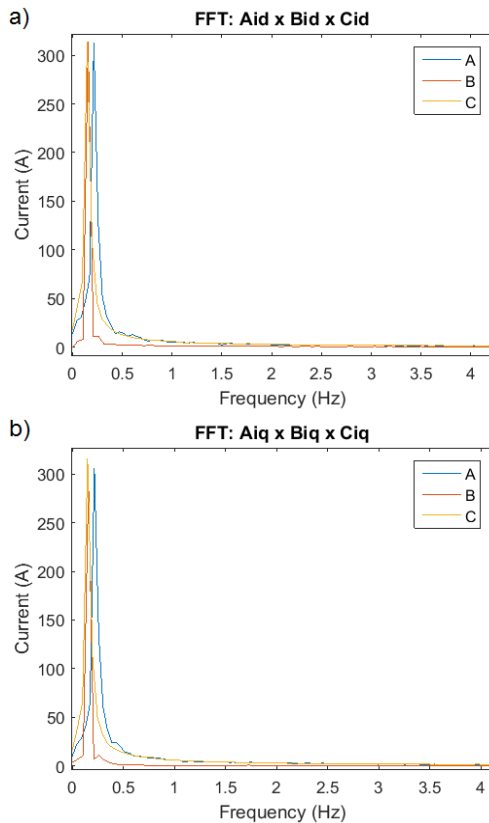 a)
FFT: Aid x Bid x Cid
A
B
C
300
250
200
150
100
50
0
Current (A)
0 0.5 1 1.5 2 2.5 3 3.5 4
Frequency (Hz)
b)
FFT: Aiq x Biq x Ciq
A
B
C
300
250
200
150
100
50
0
Current (A)
0 0.5 1 1.5 2 2.5 3 3.5 4
Frequency (Hz)